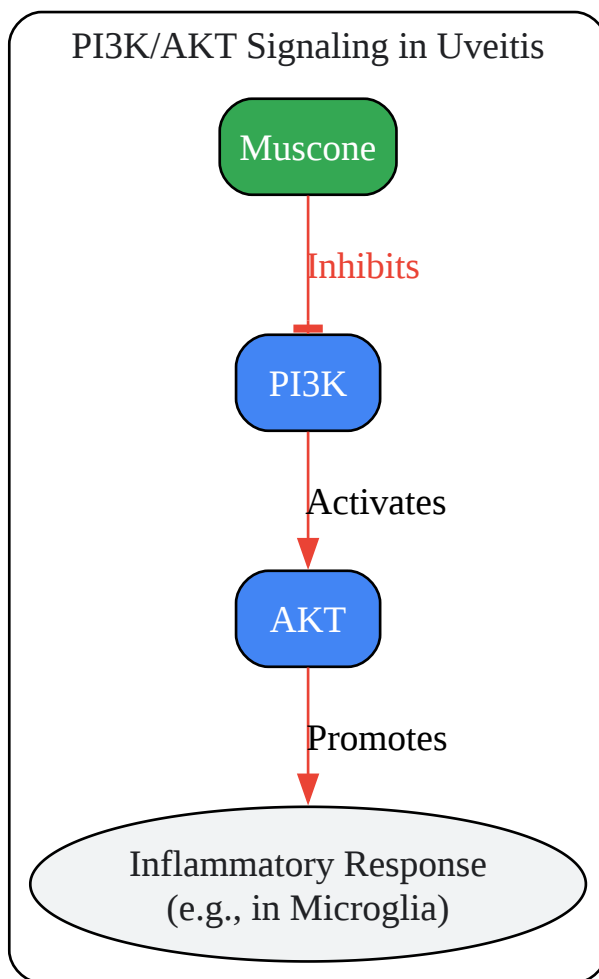 PI3K/AKT Signaling in Uveitis
Muscone
Inhibits
PI3K
Activates
AKT
Promotes
Inflammatory Response
(e.g., in Microglia)